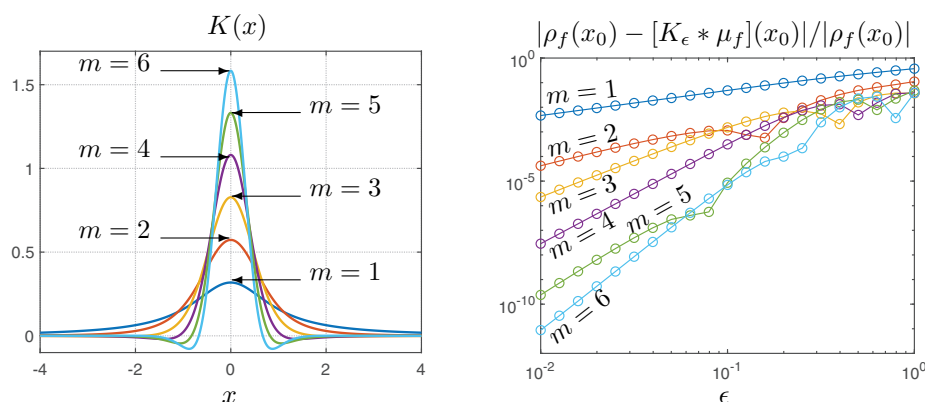 K(x)
m = 6
m = 5
m = 4
m = 3
m = 2
m = 1
1.5
1
0.5
0
-4
-2
0
2
4
x
|ρ_f(x_0) − [K_ϵ ∗ μ_f](x_0)|/|ρ_f(x_0)|
10^0
10^-5
10^-10
m = 1
m = 2
m = 3
m = 4
m = 5
m = 6
10^-2
10^-1
10^0
ϵ